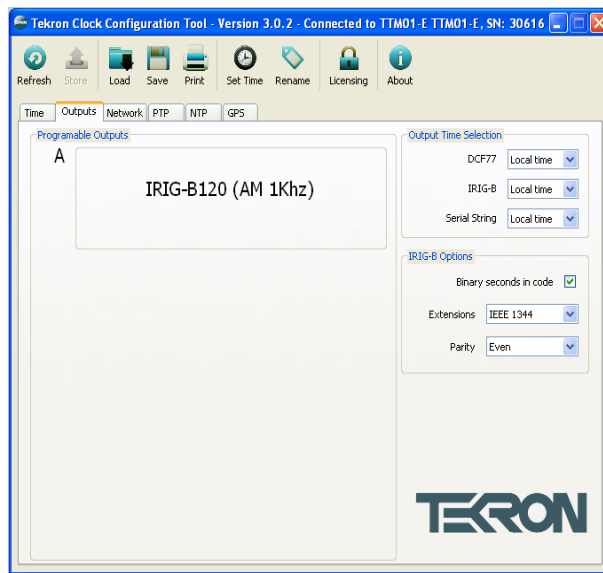 Tekron Clock Configuration Tool - Version 3.0.2 - Connected to TTM01-E TTM01-E, SN: 30616
Refresh Store Load Save Print Set Time Rename Licensing About
Time Outputs Network PTP NTP GPS
Programable Outputs
A
IRIG-B120 (AM 1Khz)
Output Time Selection
DCF77 Local time
IRIG-B Local time
Serial String Local time
IRIG-B Options
Binary seconds in code
Extensions IEEE 1344
Parity Even
TEKRON